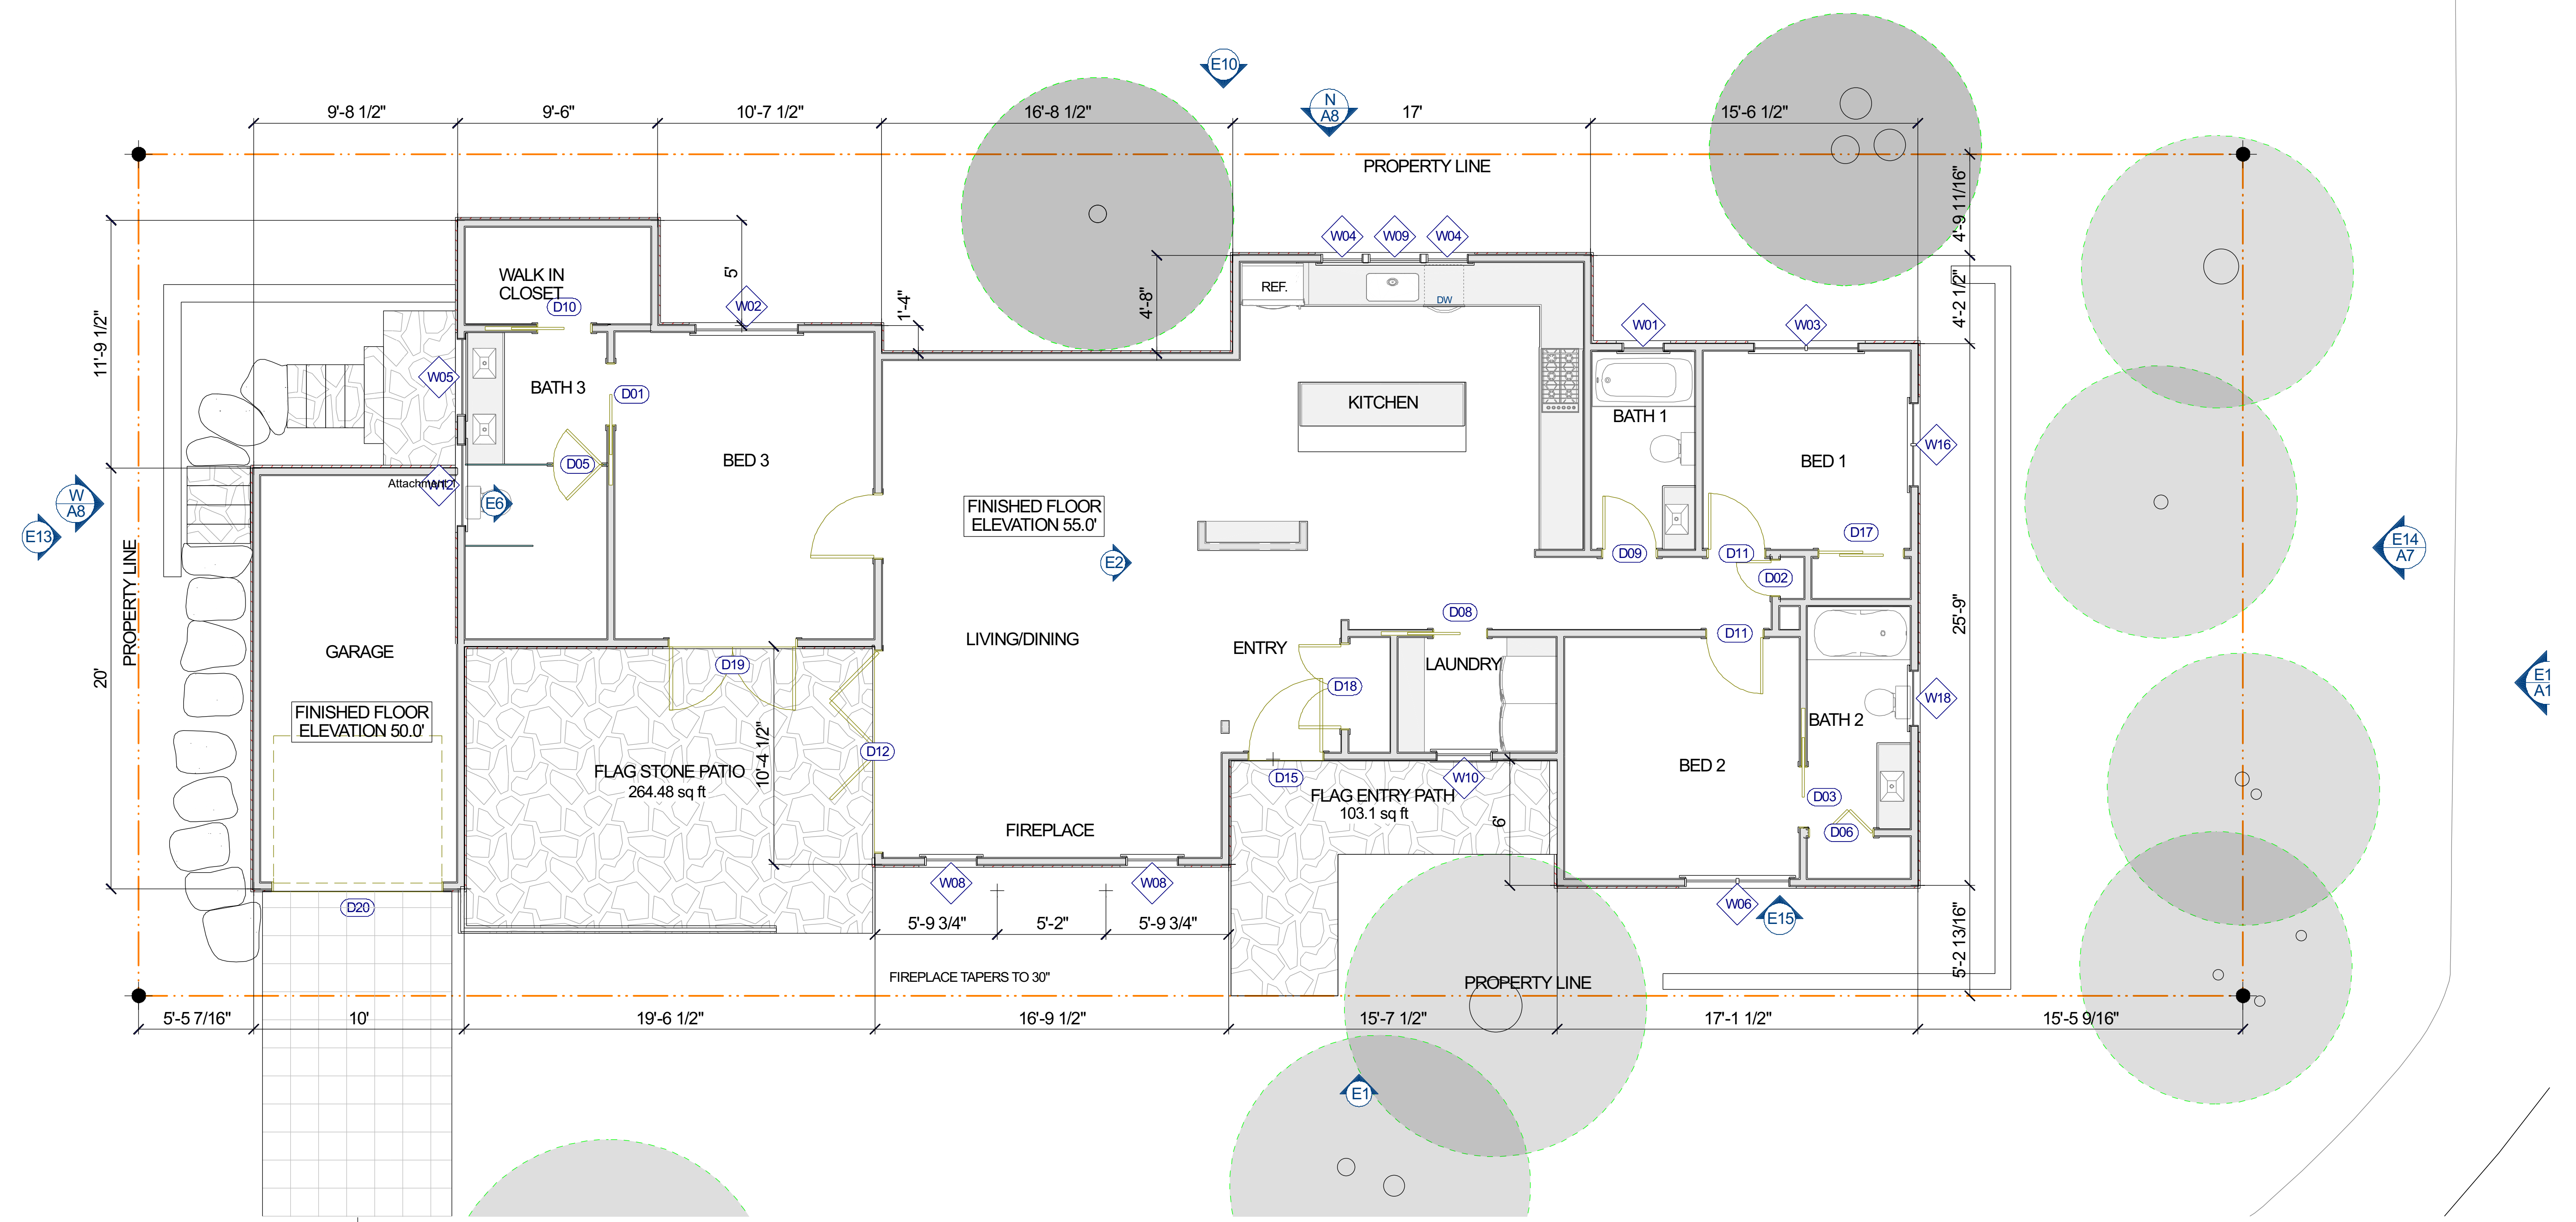 E10
N
A8
9'-8 1/2"
9'-6"
10'-7 1/2"
16'-8 1/2"
17'
15'-6 1/2"
PROPERTY LINE
4'-9 11/16"
WALK IN
CLOSET
D10
5'
W02
1'-4"
4'-8"
W04
W09
W04
REF.
DW
W01
W03
4'-2 1/2"
11'-9 1/2"
W05
BATH 3
D01
KITCHEN
BATH 1
BED 3
BED 1
W16
D05
W12
Attachment 1
E6
W
A8
E13
FINISHED FLOOR
ELEVATION 55.0'
E2
D09
D11
D17
D02
E14
A7
PROPERTY LINE
20'
GARAGE
LIVING/DINING
ENTRY
D08
D11
25'-9"
LAUNDRY
D19
D18
W18
FINISHED FLOOR
ELEVATION 50.0'
BATH 2
10'-4 1/2"
D12
FLAG STONE PATIO
264.48 sq ft
BED 2
D15
W10
FLAG ENTRY PATH
103.1 sq ft
D03
D06
6'
FIREPLACE
W08
W08
D20
W06
E15
5'-9 3/4"
5'-2"
5'-9 3/4"
5'-2 13/16"
FIREPLACE TAPERS TO 30"
PROPERTY LINE
5'-5 7/16"
10'
19'-6 1/2"
16'-9 1/2"
15'-7 1/2"
17'-1 1/2"
15'-5 9/16"
E1